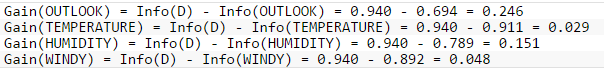 Gain(OUTLOOK) = Info(D) - Info(OUTLOOK) = 0.940 - 0.694 = 0.246
Gain(TEMPERATURE) = Info(D) - Info(TEMPERATURE) = 0.940 - 0.911 = 0.029
Gain(HUMIDITY) = Info(D) - Info(HUMIDITY) = 0.940 - 0.789 = 0.151
Gain(WINDY) = Info(D) - Info(WINDY) = 0.940 - 0.892 = 0.048